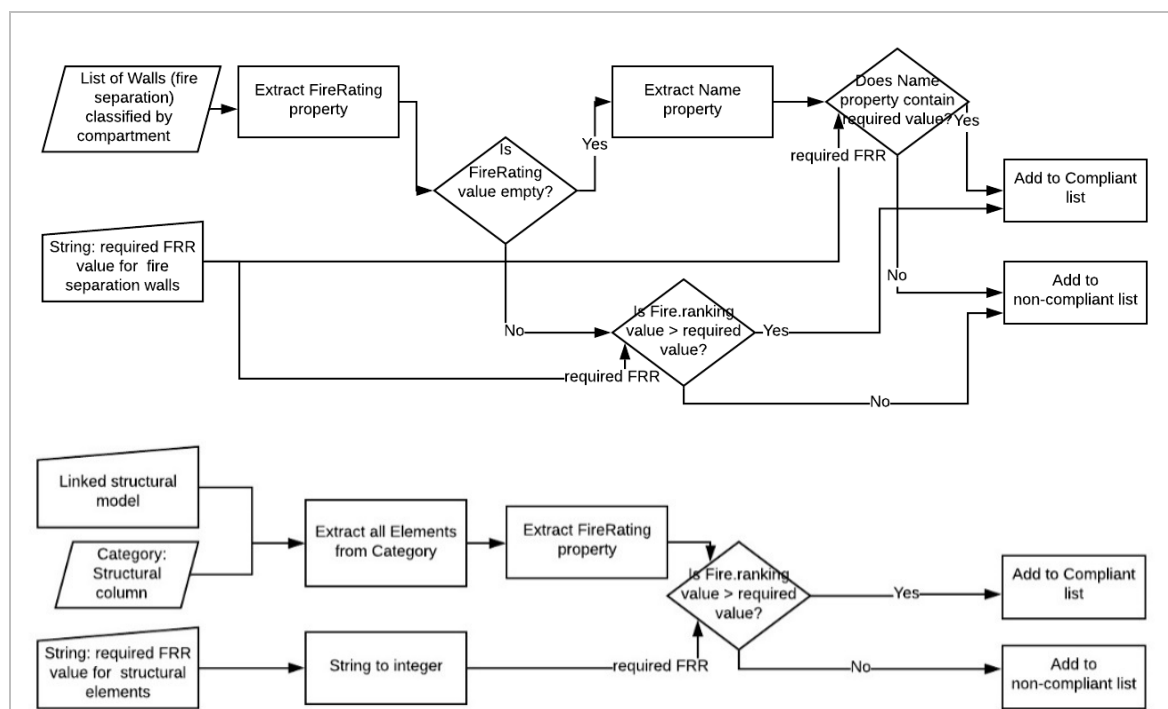 List of Walls (fire
separation)
classified by
compartment
Extract FireRating
property
Is
FireRating
value empty?
Yes
Extract Name
property
Does Name
property contain
required value?
Yes
required FRR
Add to Compliant
list
String: required FRR
value for fire
separation walls
No
Add to
non-compliant list
No
Is Fire.ranking
value > required
value?
Yes
required FRR
No
Linked structural
model
Category:
Structural
column
Extract all Elements
from Category
Extract FireRating
property
Is Fire.ranking
value > required
value?
Yes
Add to Compliant
list
String: required FRR
value for structural
elements
String to integer
required FRR
No
Add to
non-compliant list